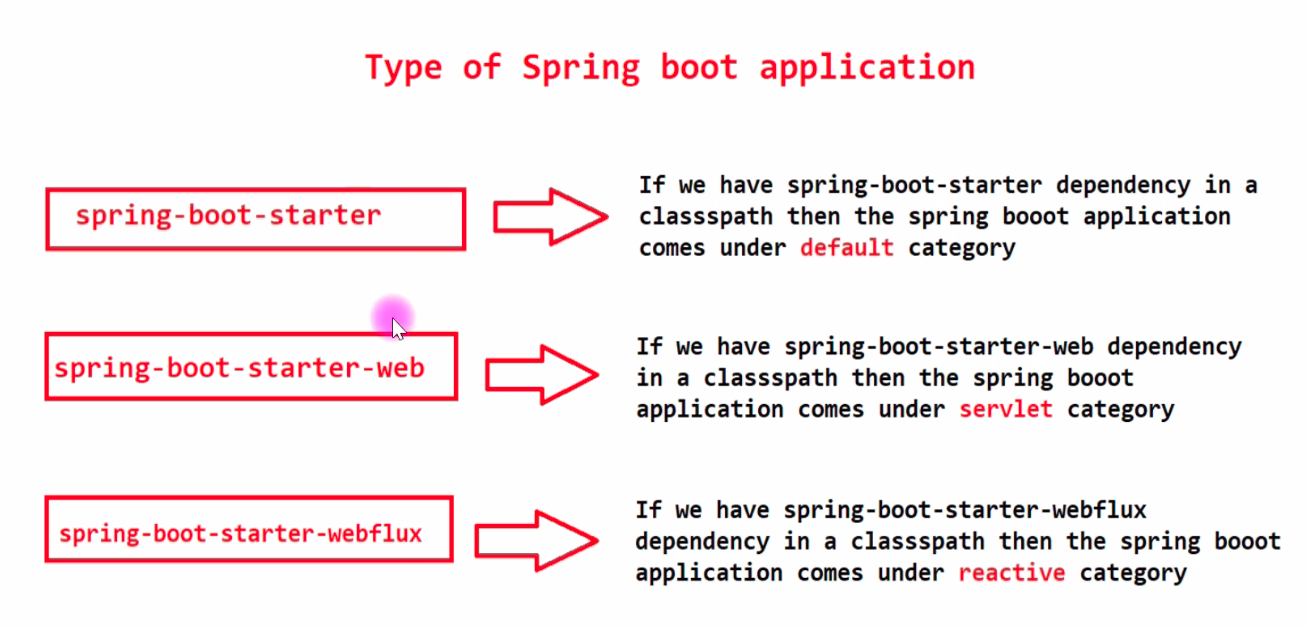 Type of Spring boot application
spring-boot-starter
If we have spring-boot-starter dependency in a
classspath then the spring booot application
comes under default category
spring-boot-starter-web
If we have spring-boot-starter-web dependency
in a classspath then the spring booot
application comes under servlet category
spring-boot-starter-webflux
If we have spring-boot-starter-webflux
dependency in a classspath then the spring booot
application comes under reactive category